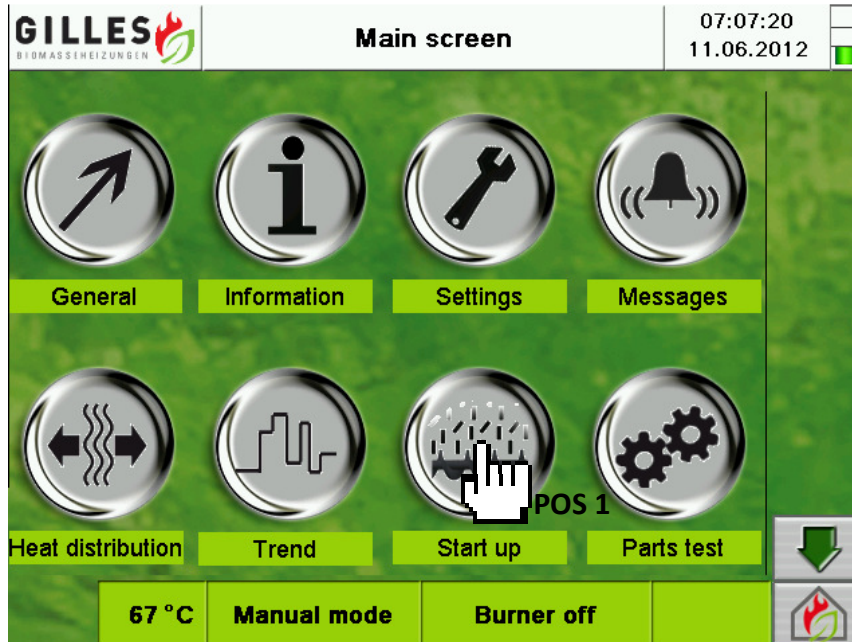 GILLES
BIOMASSEHEIZUNGEN
Main screen
07:07:20
11.06.2012
General
Information
Settings
Messages
POS 1
Heat distribution
Trend
Start up
Parts test
67 °C
Manual mode
Burner off